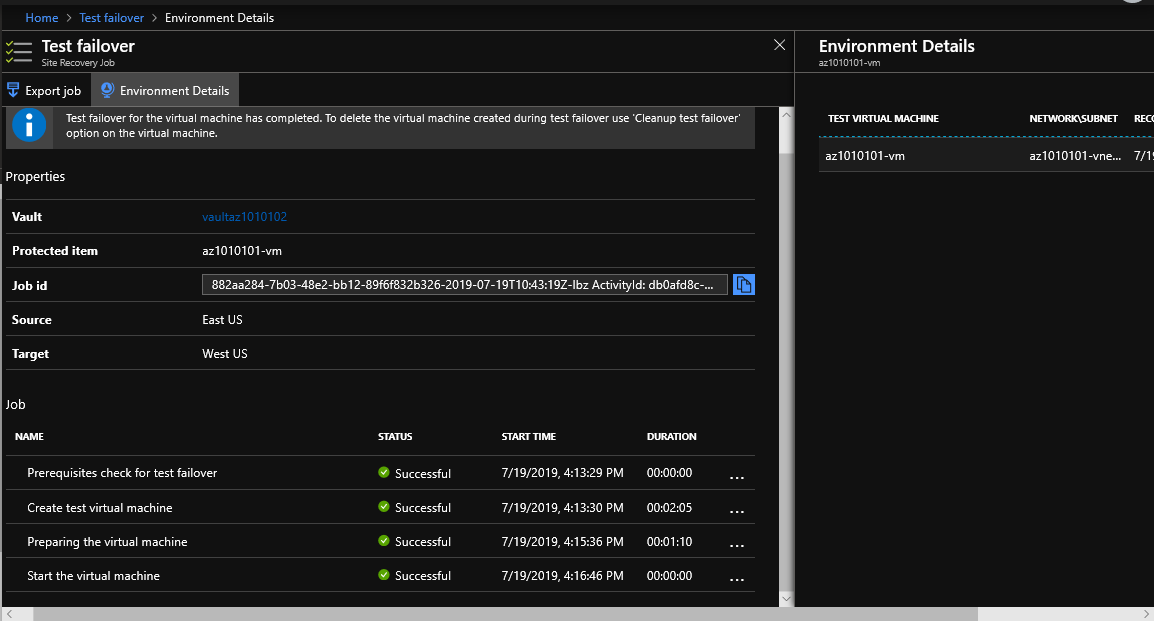 Home > Test failover > Environment Details
Test failover
Site Recovery Job
Export job
Environment Details
Test failover for the virtual machine has completed. To delete the virtual machine created during test failover use 'Cleanup test failover'
option on the virtual machine.
Properties
Vault vaultaz1010102
Protected item az1010101-vm
Job id 882aa284-7b03-48e2-bb12-89f6f832b326-2019-07-19T10:43:19Z-Ibz ActivityId: db0afd8c-...
Source East US
Target West US
Job
NAME STATUS START TIME DURATION
Prerequisites check for test failover Successful 7/19/2019, 4:13:29 PM 00:00:00 ...
Create test virtual machine Successful 7/19/2019, 4:13:30 PM 00:02:05 ...
Preparing the virtual machine Successful 7/19/2019, 4:15:36 PM 00:01:10 ...
Start the virtual machine Successful 7/19/2019, 4:16:46 PM 00:00:00 ...
Environment Details
az1010101-vm
TEST VIRTUAL MACHINE NETWORK\SUBNET RECO
az1010101-vm az1010101-vne... 7/19